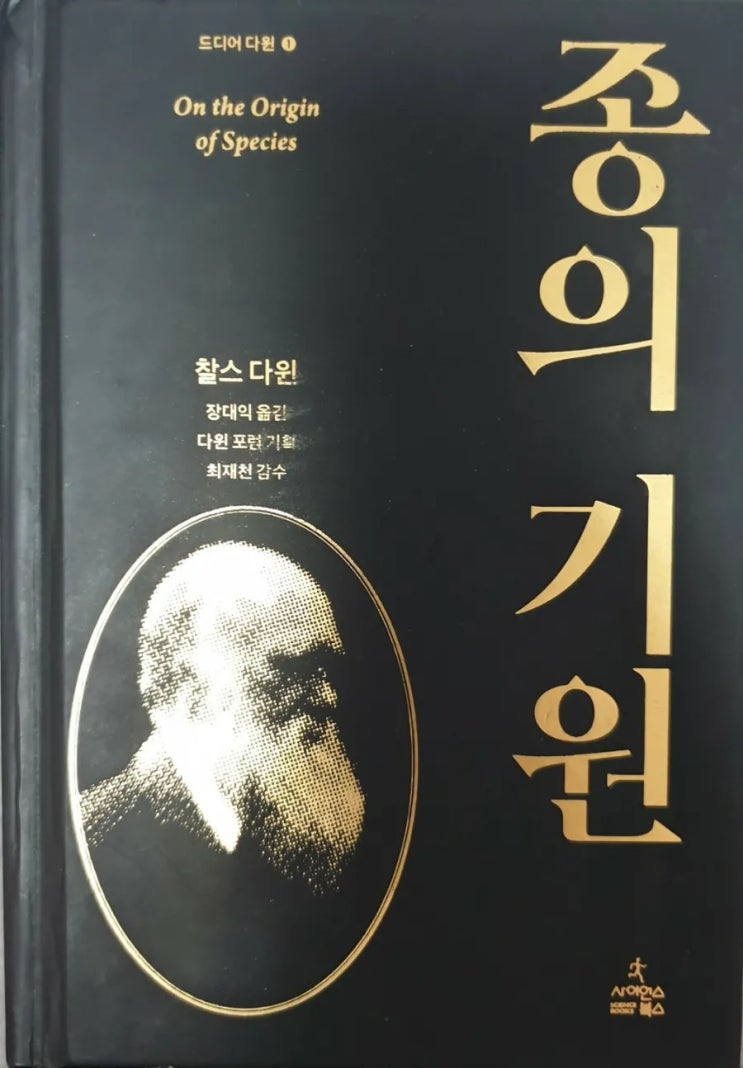 드디어 다윈 ❶
On the Origin
of Species
종의 기원
찰스 다윈
장대익 옮김
다윈 포럼 기획
최재천 감수
사이언스
SCIENCE
BOOKS 북스